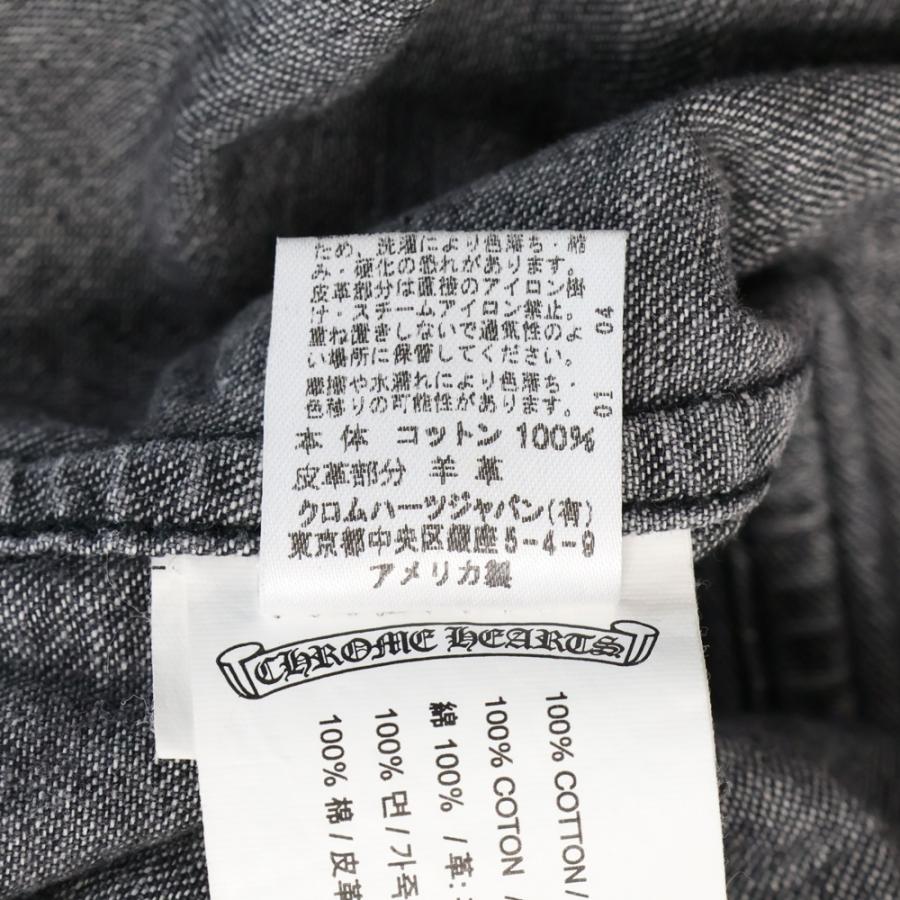 ため、洗濯により色落ち・縮
み・硬化の恐れがあります。
皮革部分は直接のアイロン掛
け・スチームアイロン禁止。
重ね置きしないで通気性のよ
い場所に保管してください。
摩擦や水濡れにより色落ち・
色移りの可能性があります。
本体 コットン 100%
皮革部分 羊革
クロムハーツジャパン(有)
東京都中央区銀座5-4-9
アメリカ製
01 04
CHROME HEARTS
100% COTTON/
100% COTON /
綿 100% / 革:
100% 면/가죽
100% 棉/皮革